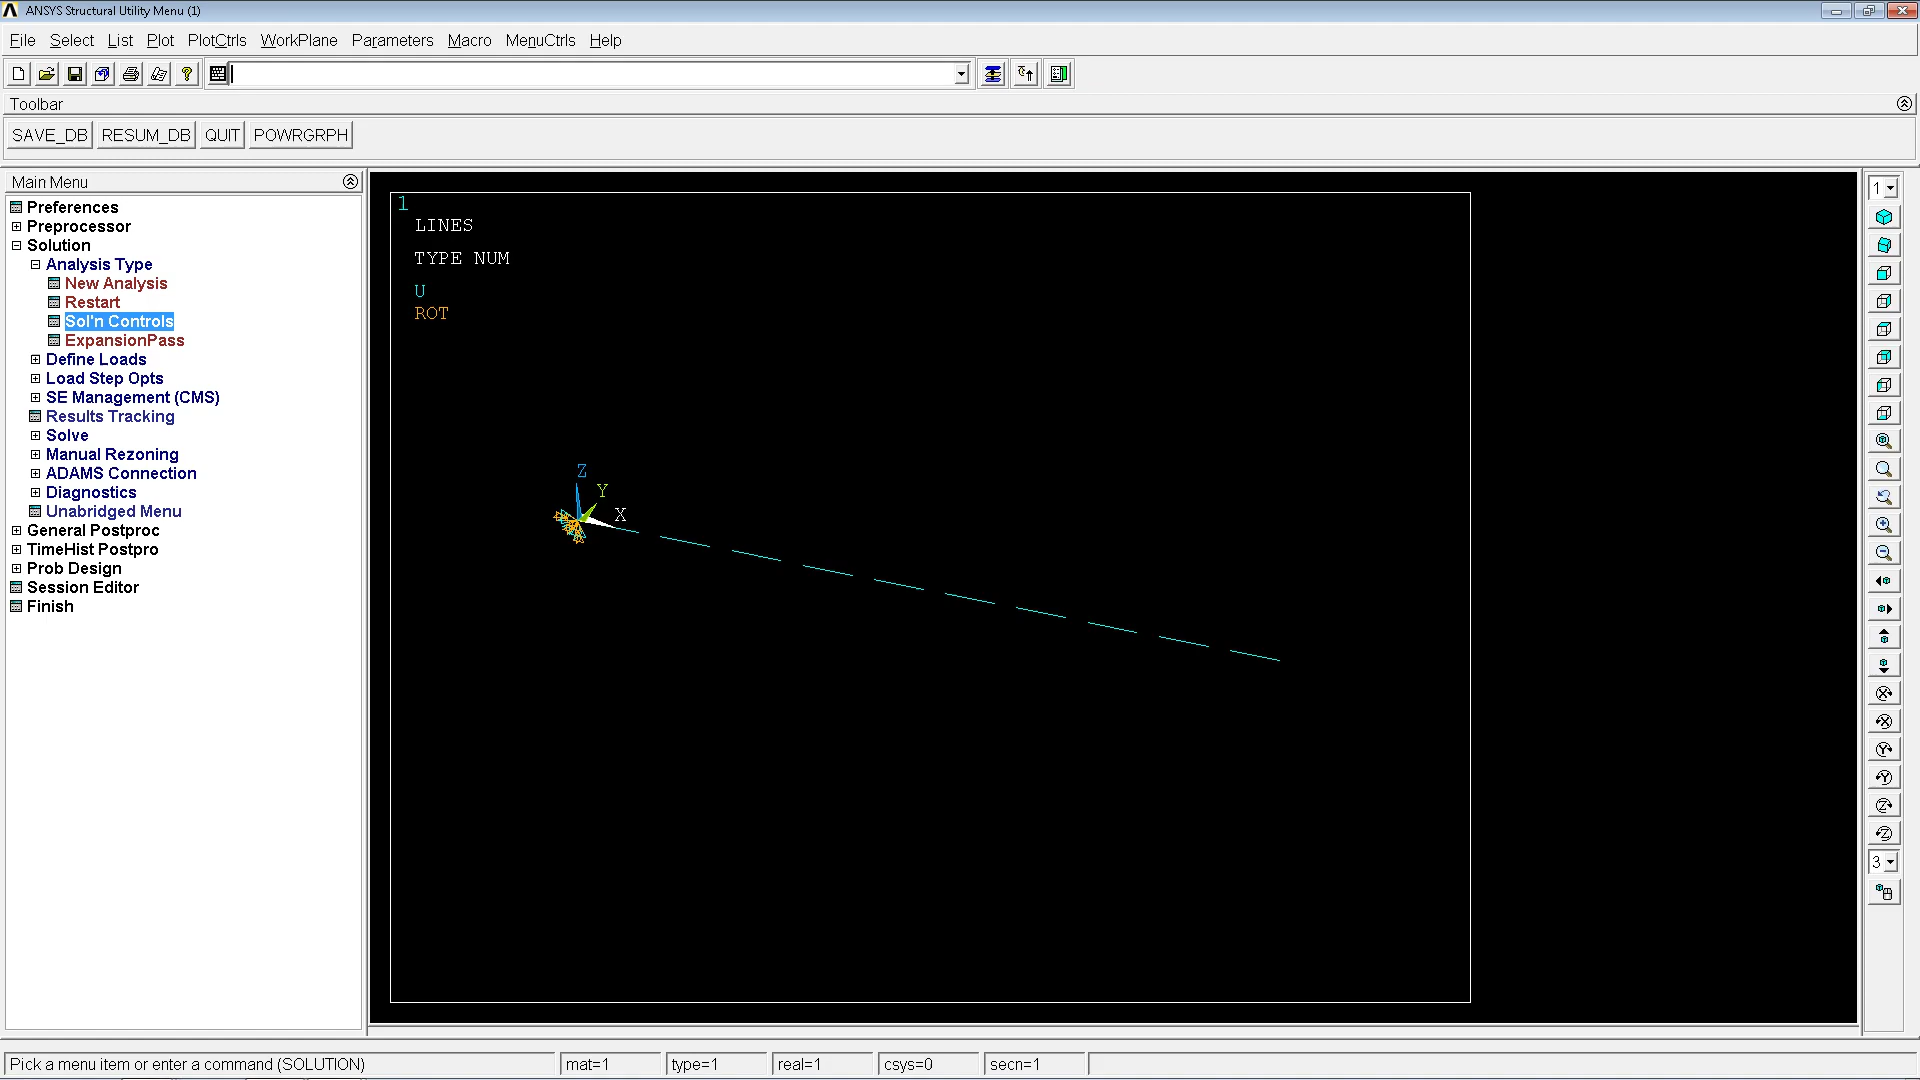 ANSYS Structural Utility Menu (1)
File Select List Plot PlotCtrls WorkPlane Parameters Macro MenuCtrls Help
Toolbar
SAVE_DB RESUM_DB QUIT POWRGRPH
Main Menu
Preferences
Preprocessor
Solution
Analysis Type
New Analysis
Restart
Sol'n Controls
ExpansionPass
Define Loads
Load Step Opts
SE Management (CMS)
Results Tracking
Solve
Manual Rezoning
ADAMS Connection
Diagnostics
Unabridged Menu
General Postproc
TimeHist Postpro
Prob Design
Session Editor
Finish
1
LINES
TYPE NUM
U
ROT
Z
Y
X
1
3
Pick a menu item or enter a command (SOLUTION) mat=1 type=1 real=1 csys=0 secn=1